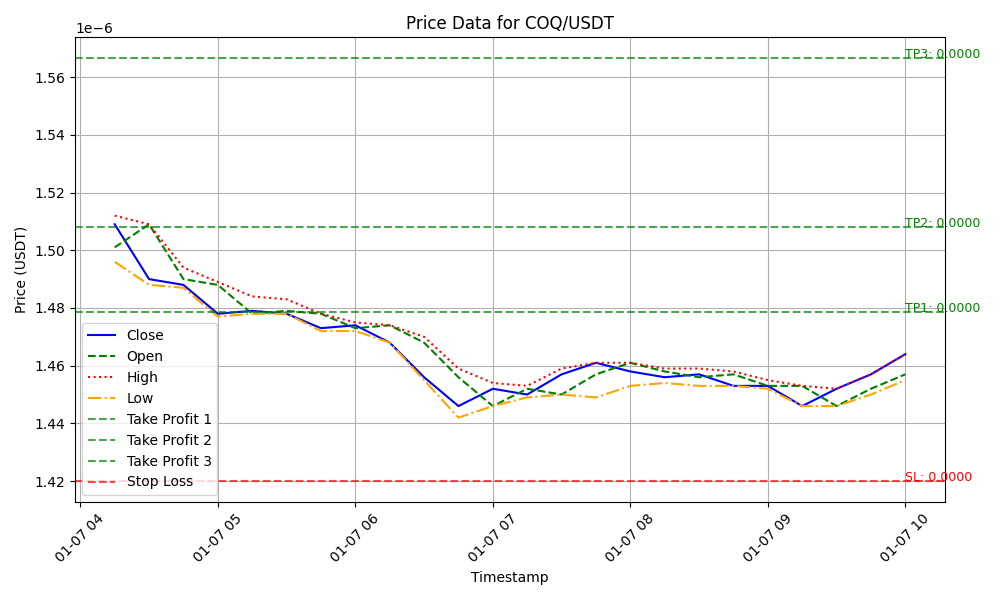 Price Data for COQ/USDT
1e−6
1.56
1.54
1.52
1.50
1.48
1.46
1.44
1.42
Price (USDT)
TP3: 0.0000
TP2: 0.0000
TP1: 0.0000
SL: 0.0000
Close
Open
High
Low
Take Profit 1
Take Profit 2
Take Profit 3
Stop Loss
01-07 04
01-07 05
01-07 06
01-07 07
01-07 08
01-07 09
01-07 10
Timestamp